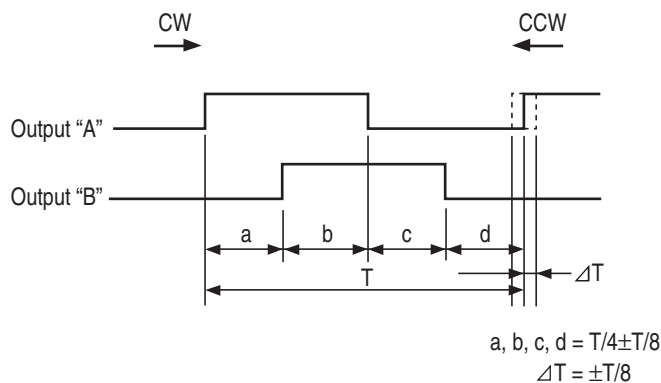 CW
CCW
Output “A”
Output “B”
a
b
c
d
T
⊿T
a, b, c, d = T/4±T/8
⊿T = ±T/8